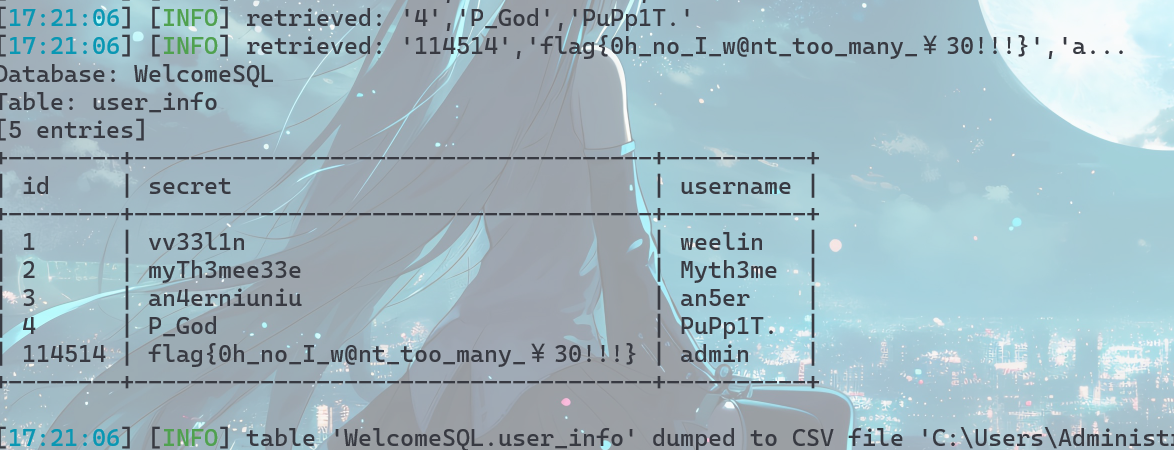 [17:21:06] [INFO] retrieved: '4','P_God','PuPp1T.'
[17:21:06] [INFO] retrieved: '114514','flag{0h_no_I_w@nt_too_many_￥30!!!}','a...
Database: WelcomeSQL
Table: user_info
[5 entries]
+--------+------------------------------------+----------+
| id     | secret                             | username |
+--------+------------------------------------+----------+
| 1      | vv33l1n                            | weelin   |
| 2      | myTh3mee33e                        | Myth3me  |
| 3      | an4erniuniu                        | an5er    |
| 4      | P_God                              | PuPp1T.  |
| 114514 | flag{0h_no_I_w@nt_too_many_￥30!!!} | admin    |
+--------+------------------------------------+----------+
[17:21:06] [INFO] table 'WelcomeSQL.user_info' dumped to CSV file 'C:\Users\Administr